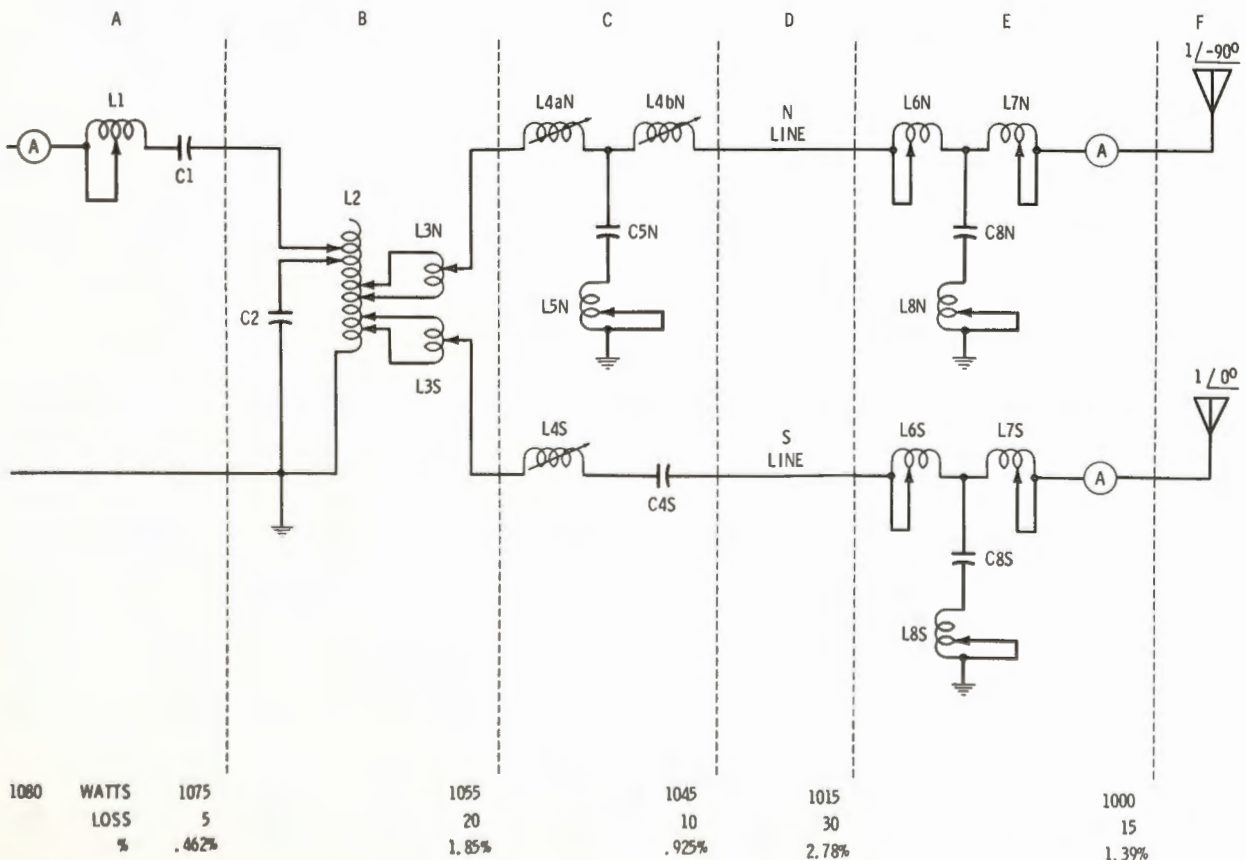 A B C D E F
1/-90°
L1 L4aN L4bN N LINE L6N L7N
A A
C1
L2 L3N
C5N C8N
C2
L5N L8N
L3S
1/0°
L4S S LINE L6S L7S
A
C4S
C8S
L8S
1080 WATTS 1075 1055 1045 1015 1000
LOSS 5 20 10 30 15
% .462% 1.85% .925% 2.78% 1.39%